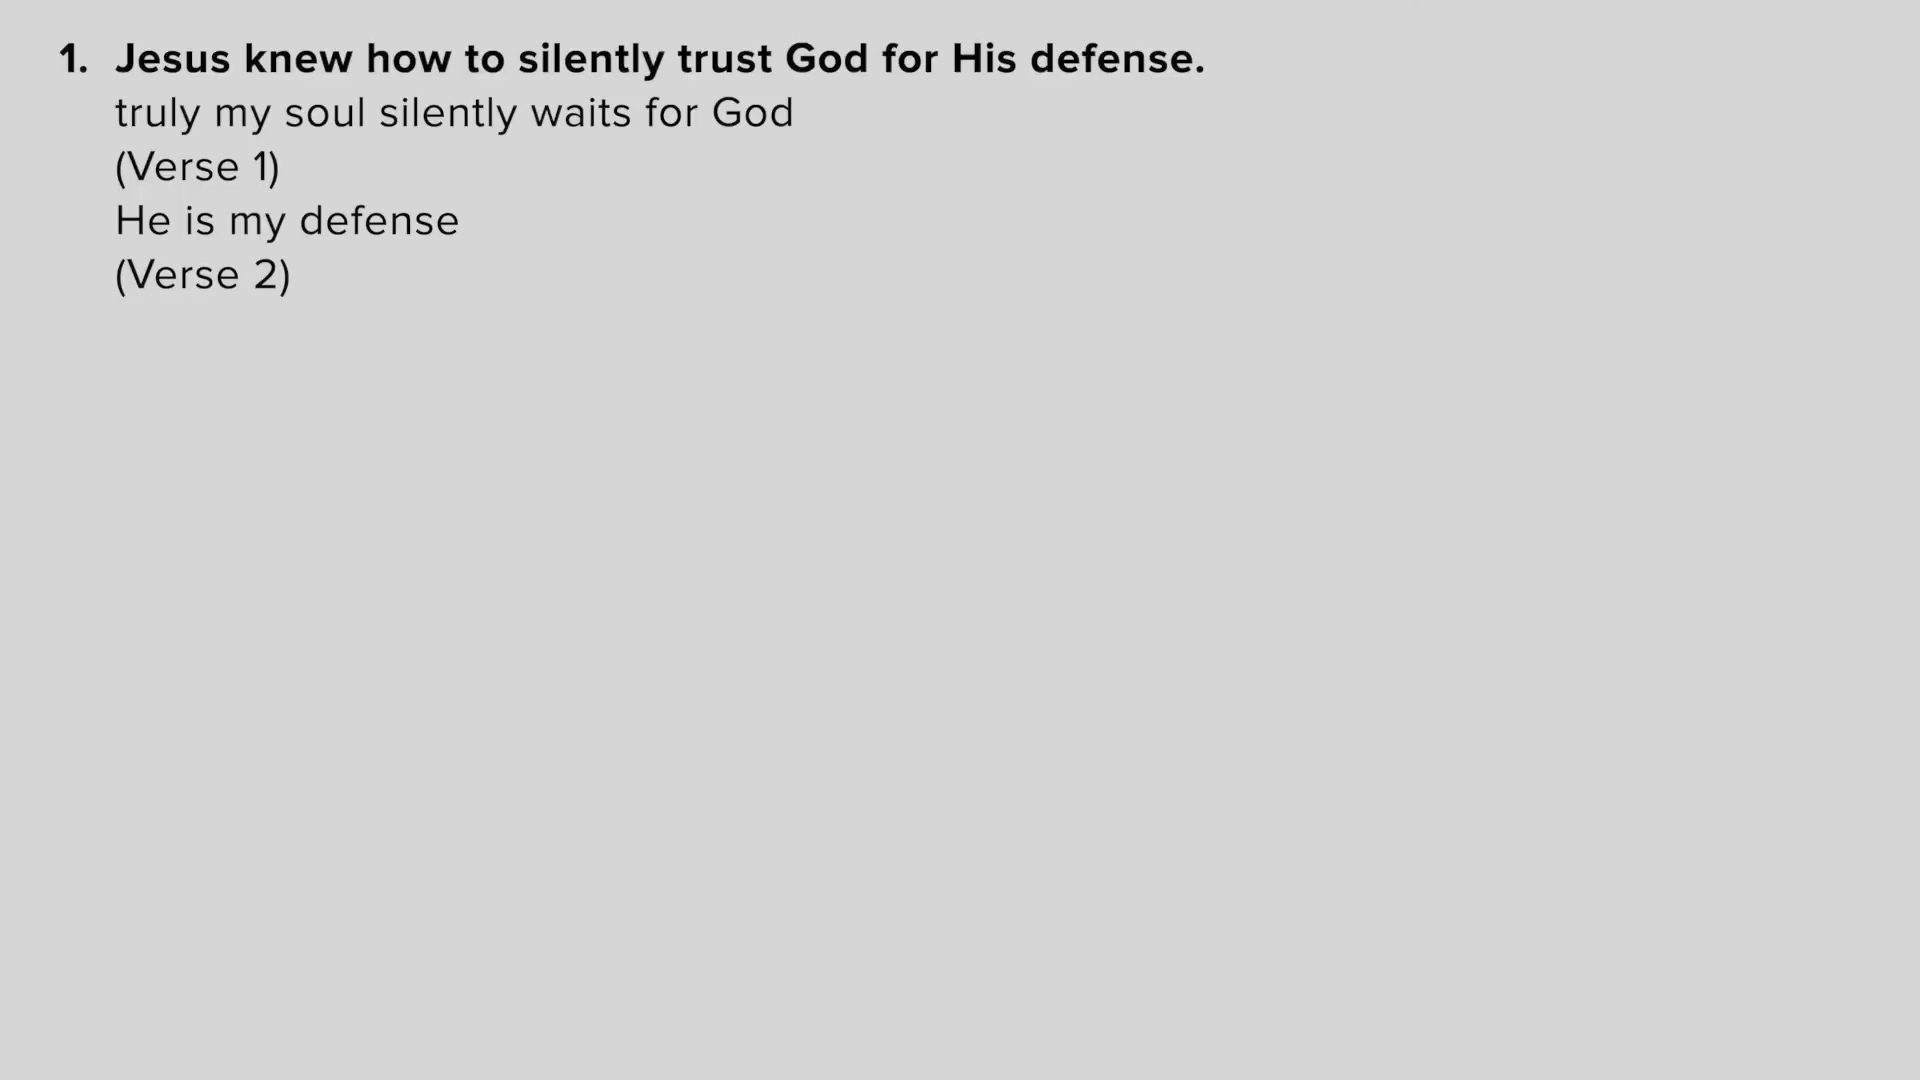 1. Jesus knew how to silently trust God for His defense.
truly my soul silently waits for God
(Verse 1)
He is my defense
(Verse 2)